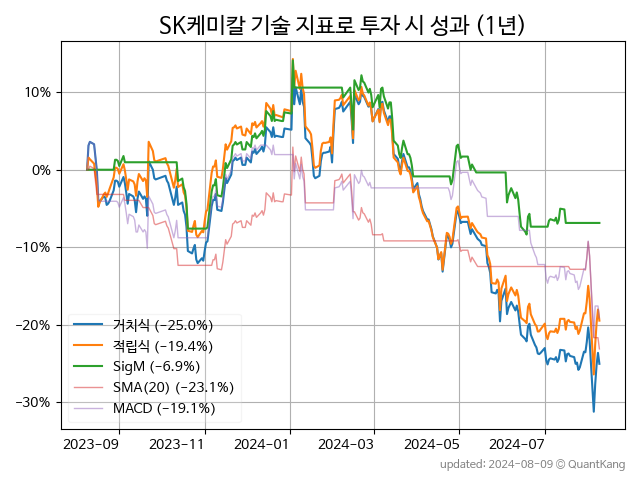 SK케미칼 기술 지표로 투자 시 성과 (1년)
10%
0%
−10%
−20%
−30%
거치식 (−25.0%)
적립식 (−19.4%)
SigM (−6.9%)
SMA(20) (−23.1%)
MACD (−19.1%)
2023-09 2023-11 2024-01 2024-03 2024-05 2024-07
updated: 2024-08-09 © QuantKang